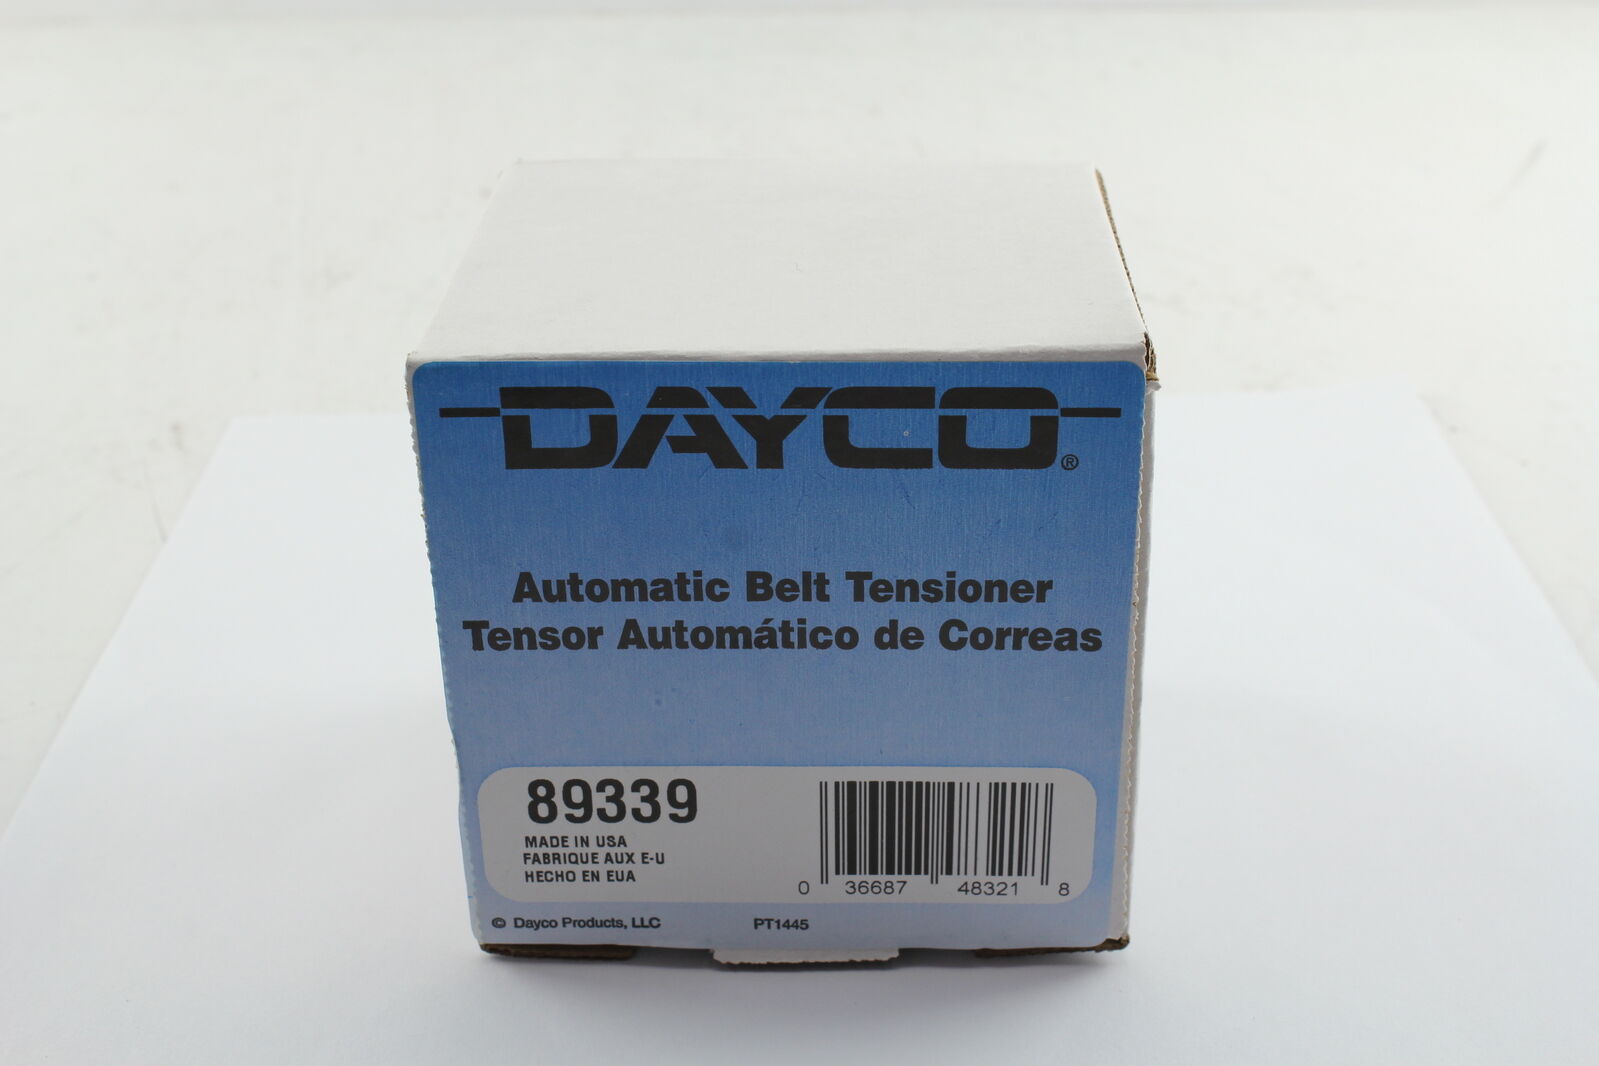 DAYCO®
Automatic Belt Tensioner
Tensor Automático de Correas
89339
MADE IN USA
FABRIQUE AUX E-U
HECHO EN EUA
0 36687 48321 8
© Dayco Products, LLC PT1445